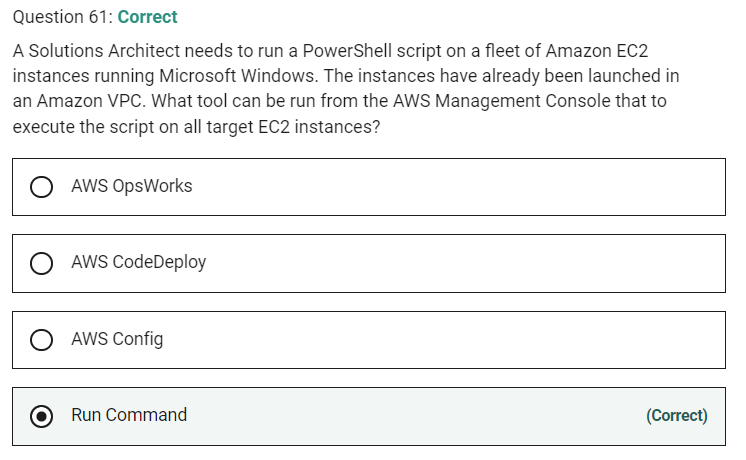 Question 61: Correct
A Solutions Architect needs to run a PowerShell script on a fleet of Amazon EC2
instances running Microsoft Windows. The instances have already been launched in
an Amazon VPC. What tool can be run from the AWS Management Console that to
execute the script on all target EC2 instances?
AWS OpsWorks
AWS CodeDeploy
AWS Config
Run Command (Correct)